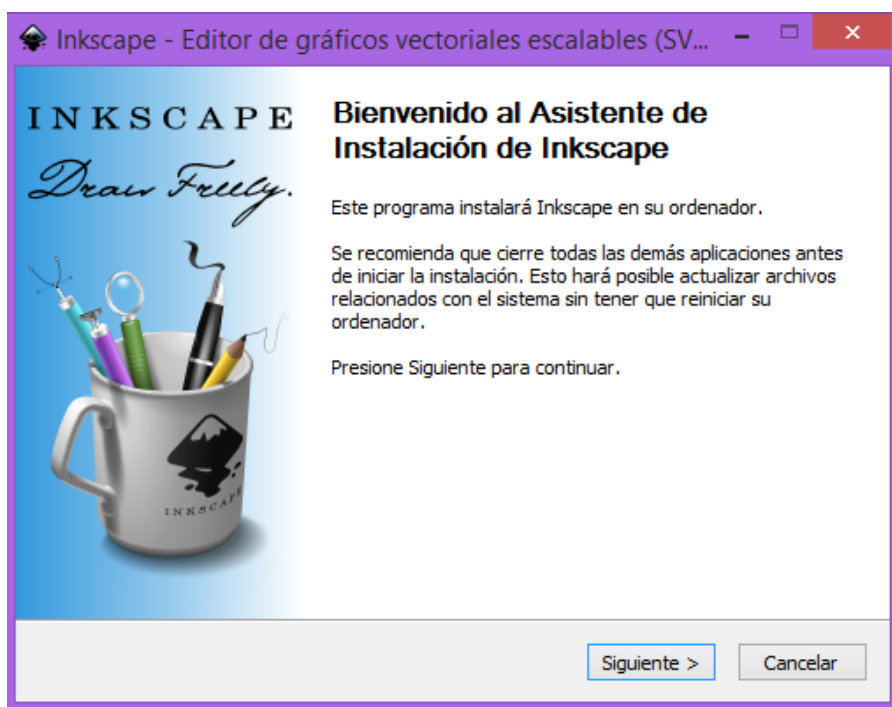 Inkscape - Editor de gráficos vectoriales escalables (SV...
INKSCAPE
Draw Freely.
INKSCAPE
Bienvenido al Asistente de
Instalación de Inkscape
Este programa instalará Inkscape en su ordenador.
Se recomienda que cierre todas las demás aplicaciones antes
de iniciar la instalación. Esto hará posible actualizar archivos
relacionados con el sistema sin tener que reiniciar su
ordenador.
Presione Siguiente para continuar.
Siguiente >
Cancelar